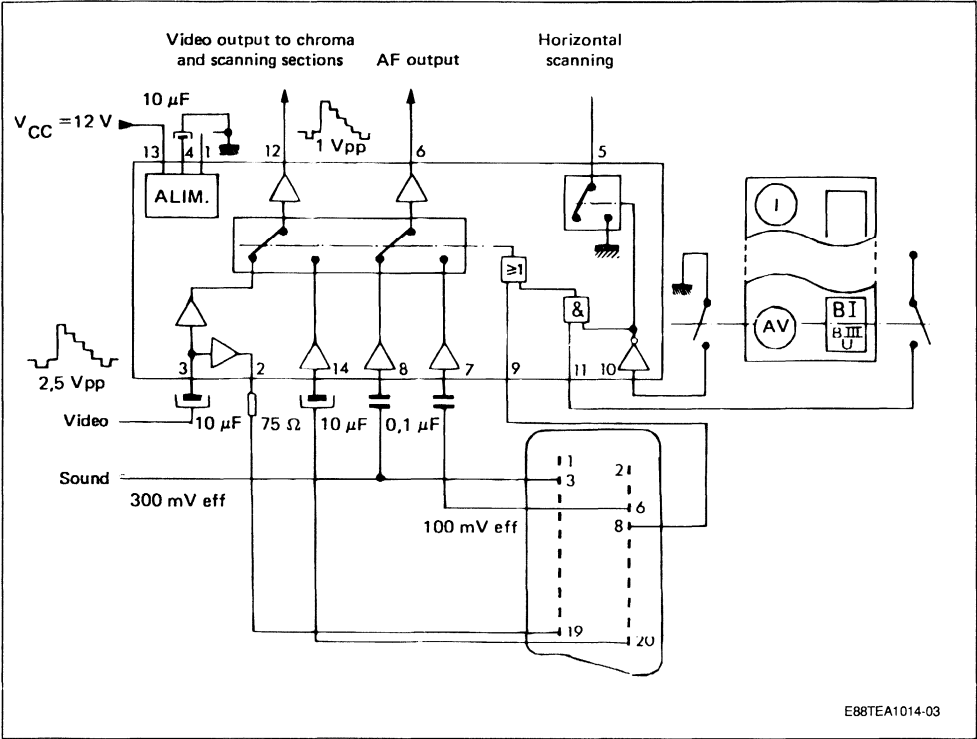 Video output to chroma
and scanning sections
AF output
Horizontal
scanning
10 µF
VCC = 12 V
1 Vpp
13
4
1
12
6
5
ALIM.
I
≥1
&
BI
BIII
U
AV
2,5 Vpp
3
2
14
8
7
9
11
10
Video
10 µF
75 Ω
10 µF
0,1 µF
Sound
300 mV eff
100 mV eff
1
3
2
6
8
19
20
E88TEA1014-03